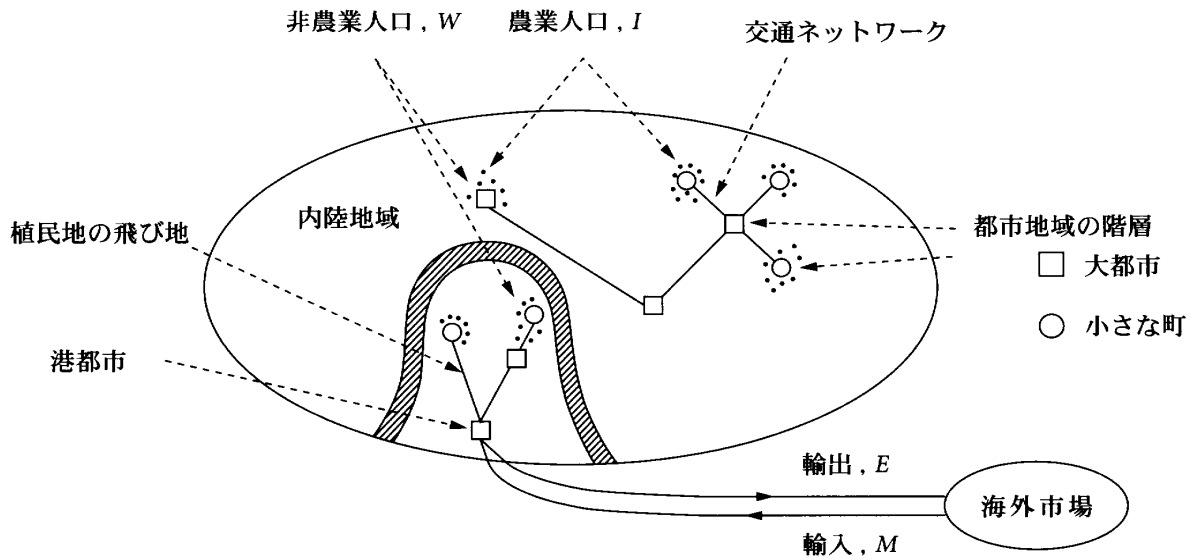 非農業人口，W
農業人口，I
交通ネットワーク
内陸地域
植民地の飛び地
都市地域の階層
大都市
小さな町
港都市
輸出，E
海外市場
輸入，M